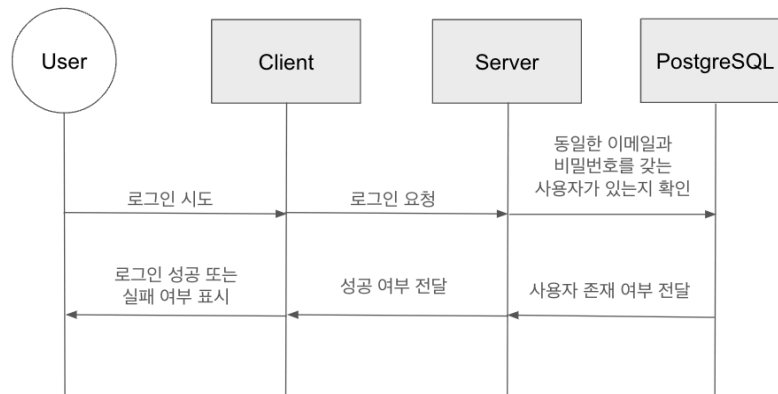 User
Client
Server
PostgreSQL
동일한 이메일과
비밀번호를 갖는
사용자가 있는지 확인
로그인 시도
로그인 요청
로그인 성공 또는
실패 여부 표시
성공 여부 전달
사용자 존재 여부 전달